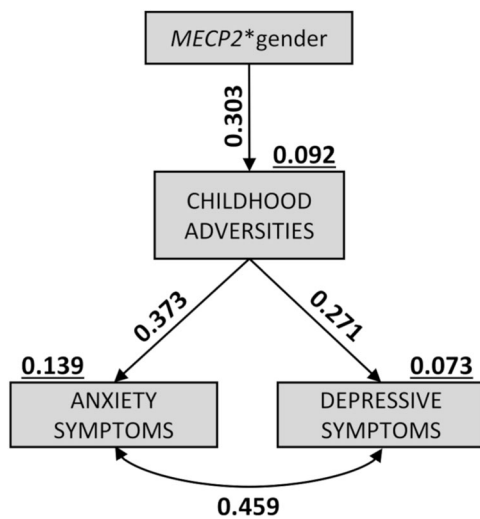 MECP2*gender
0.303
0.092
CHILDHOOD
ADVERSITIES
0.373
0.271
0.139
0.073
ANXIETY
SYMPTOMS
DEPRESSIVE
SYMPTOMS
0.459